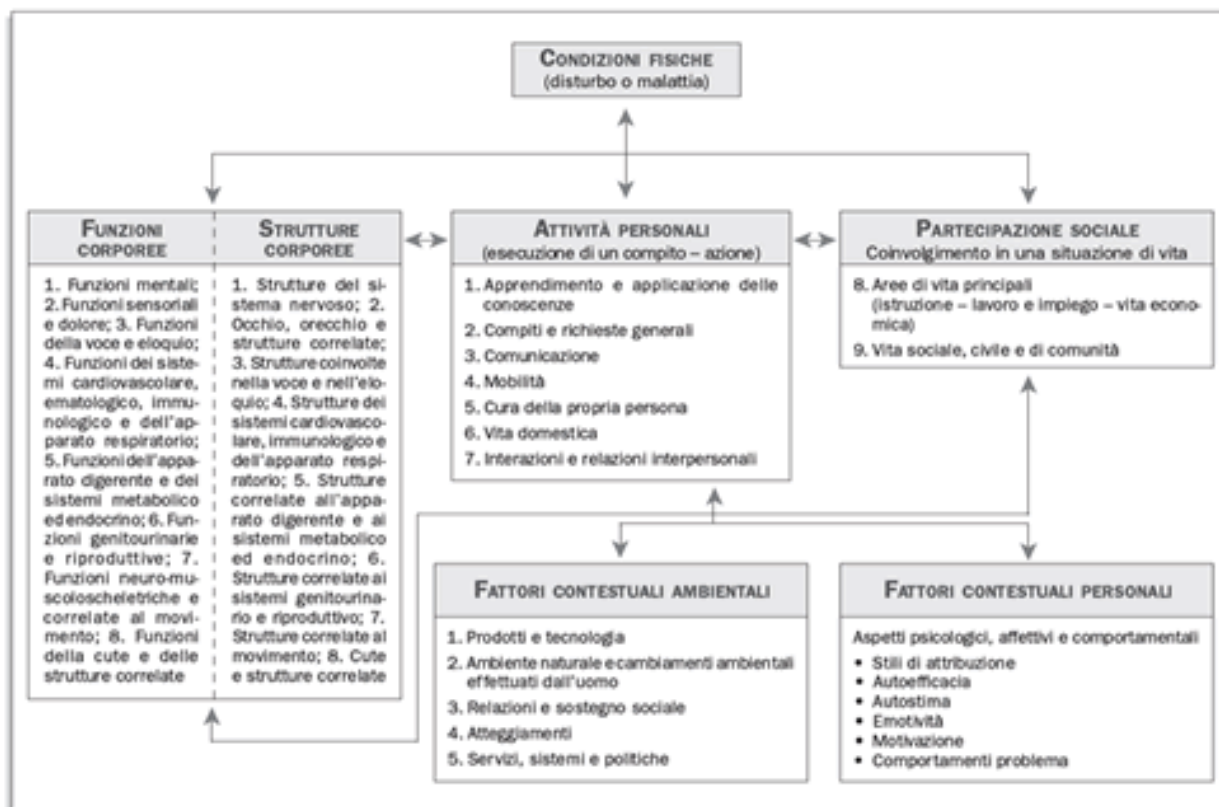 CONDIZIONI FISICHE
(disturbo o malattia)
FUNZIONI
CORPOREE
1. Funzioni mentali;
2. Funzioni sensoriali
e dolore; 3. Funzioni
della voce e eloquio;
4. Funzioni dei siste-
mi cardiovascolare,
ematologico, immu-
nologico e dell'ap-
parato respiratorio;
5. Funzioni dell'appa-
rato digerente e dei
sistemi metabolico
ed endocrino; 6. Fun-
zioni genitourinarie
e riproduttive; 7.
Funzioni neuro-mu-
scoloscheletriche e
correlate al movi-
mento; 8. Funzioni
della cute e delle
strutture correlate
STRUTTURE
CORPOREE
1. Strutture del si-
stema nervoso; 2.
Occhio, orecchio e
strutture correlate;
3. Strutture coinvolte
nella voce e nell'elo-
quio; 4. Strutture dei
sistemi cardiovasco-
lare, immunologico e
dell'apparato respi-
ratorio; 5. Strutture
correlate all'appa-
rato digerente e ai
sistemi metabolico
ed endocrino; 6.
Strutture correlate ai
sistemi genitourina-
rio e riproduttivo; 7.
Strutture correlate al
movimento; 8. Cute
e strutture correlate
ATTIVITÀ PERSONALI
(esecuzione di un compito – azione)
1. Apprendimento e applicazione delle
conoscenze
2. Compiti e richieste generali
3. Comunicazione
4. Mobilità
5. Cura della propria persona
6. Vita domestica
7. Interazioni e relazioni interpersonali
PARTECIPAZIONE SOCIALE
Coinvolgimento in una situazione di vita
8. Aree di vita principali
(istruzione – lavoro e impiego – vita econo-
mica)
9. Vita sociale, civile e di comunità
FATTORI CONTESTUALI AMBIENTALI
1. Prodotti e tecnologia
2. Ambiente naturale e cambiamenti ambientali
effettuati dall'uomo
3. Relazioni e sostegno sociale
4. Atteggiamenti
5. Servizi, sistemi e politiche
FATTORI CONTESTUALI PERSONALI
Aspetti psicologici, affettivi e comportamentali
• Stili di attribuzione
• Autoefficacia
• Autostima
• Emotività
• Motivazione
• Comportamenti problema